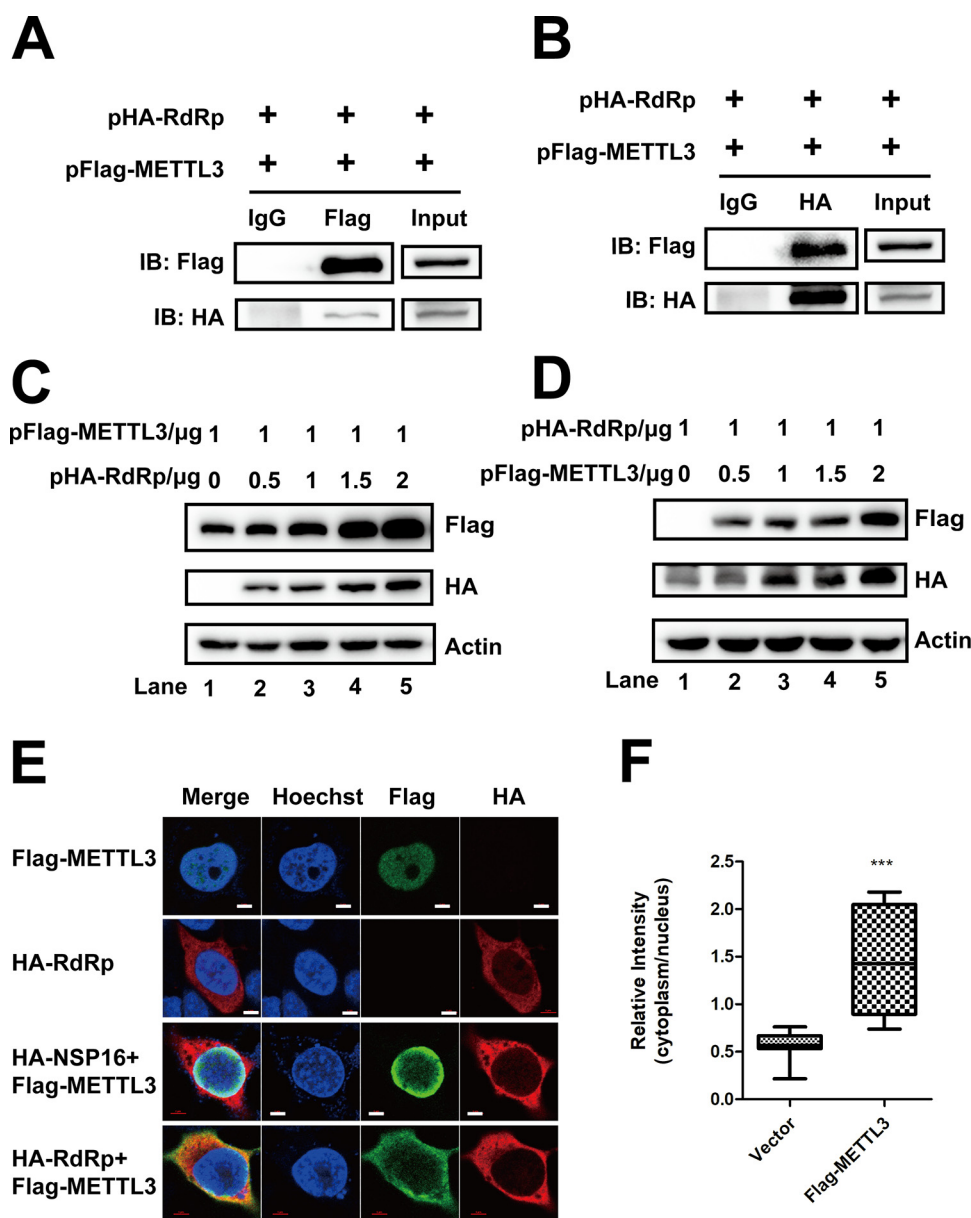 A
pHA-RdRp + + +
pFlag-METTL3 + + +
IgG Flag Input
IB: Flag
IB: HA
B
pHA-RdRp + + +
pFlag-METTL3 + + +
IgG HA Input
IB: Flag
IB: HA
C
pFlag-METTL3/μg 1 1 1 1 1
pHA-RdRp/μg 0 0.5 1 1.5 2
Flag
HA
Actin
Lane 1 2 3 4 5
D
pHA-RdRp/μg 1 1 1 1 1
pFlag-METTL3/μg 0 0.5 1 1.5 2
Flag
HA
Actin
Lane 1 2 3 4 5
E
Merge Hoechst Flag HA
Flag-METTL3
HA-RdRp
HA-NSP16+
Flag-METTL3
HA-RdRp+
Flag-METTL3
F
Relative Intensity
(cytoplasm/nucleus)
2.5
2.0
1.5
1.0
0.5
0.0
***
Vector
Flag-METTL3